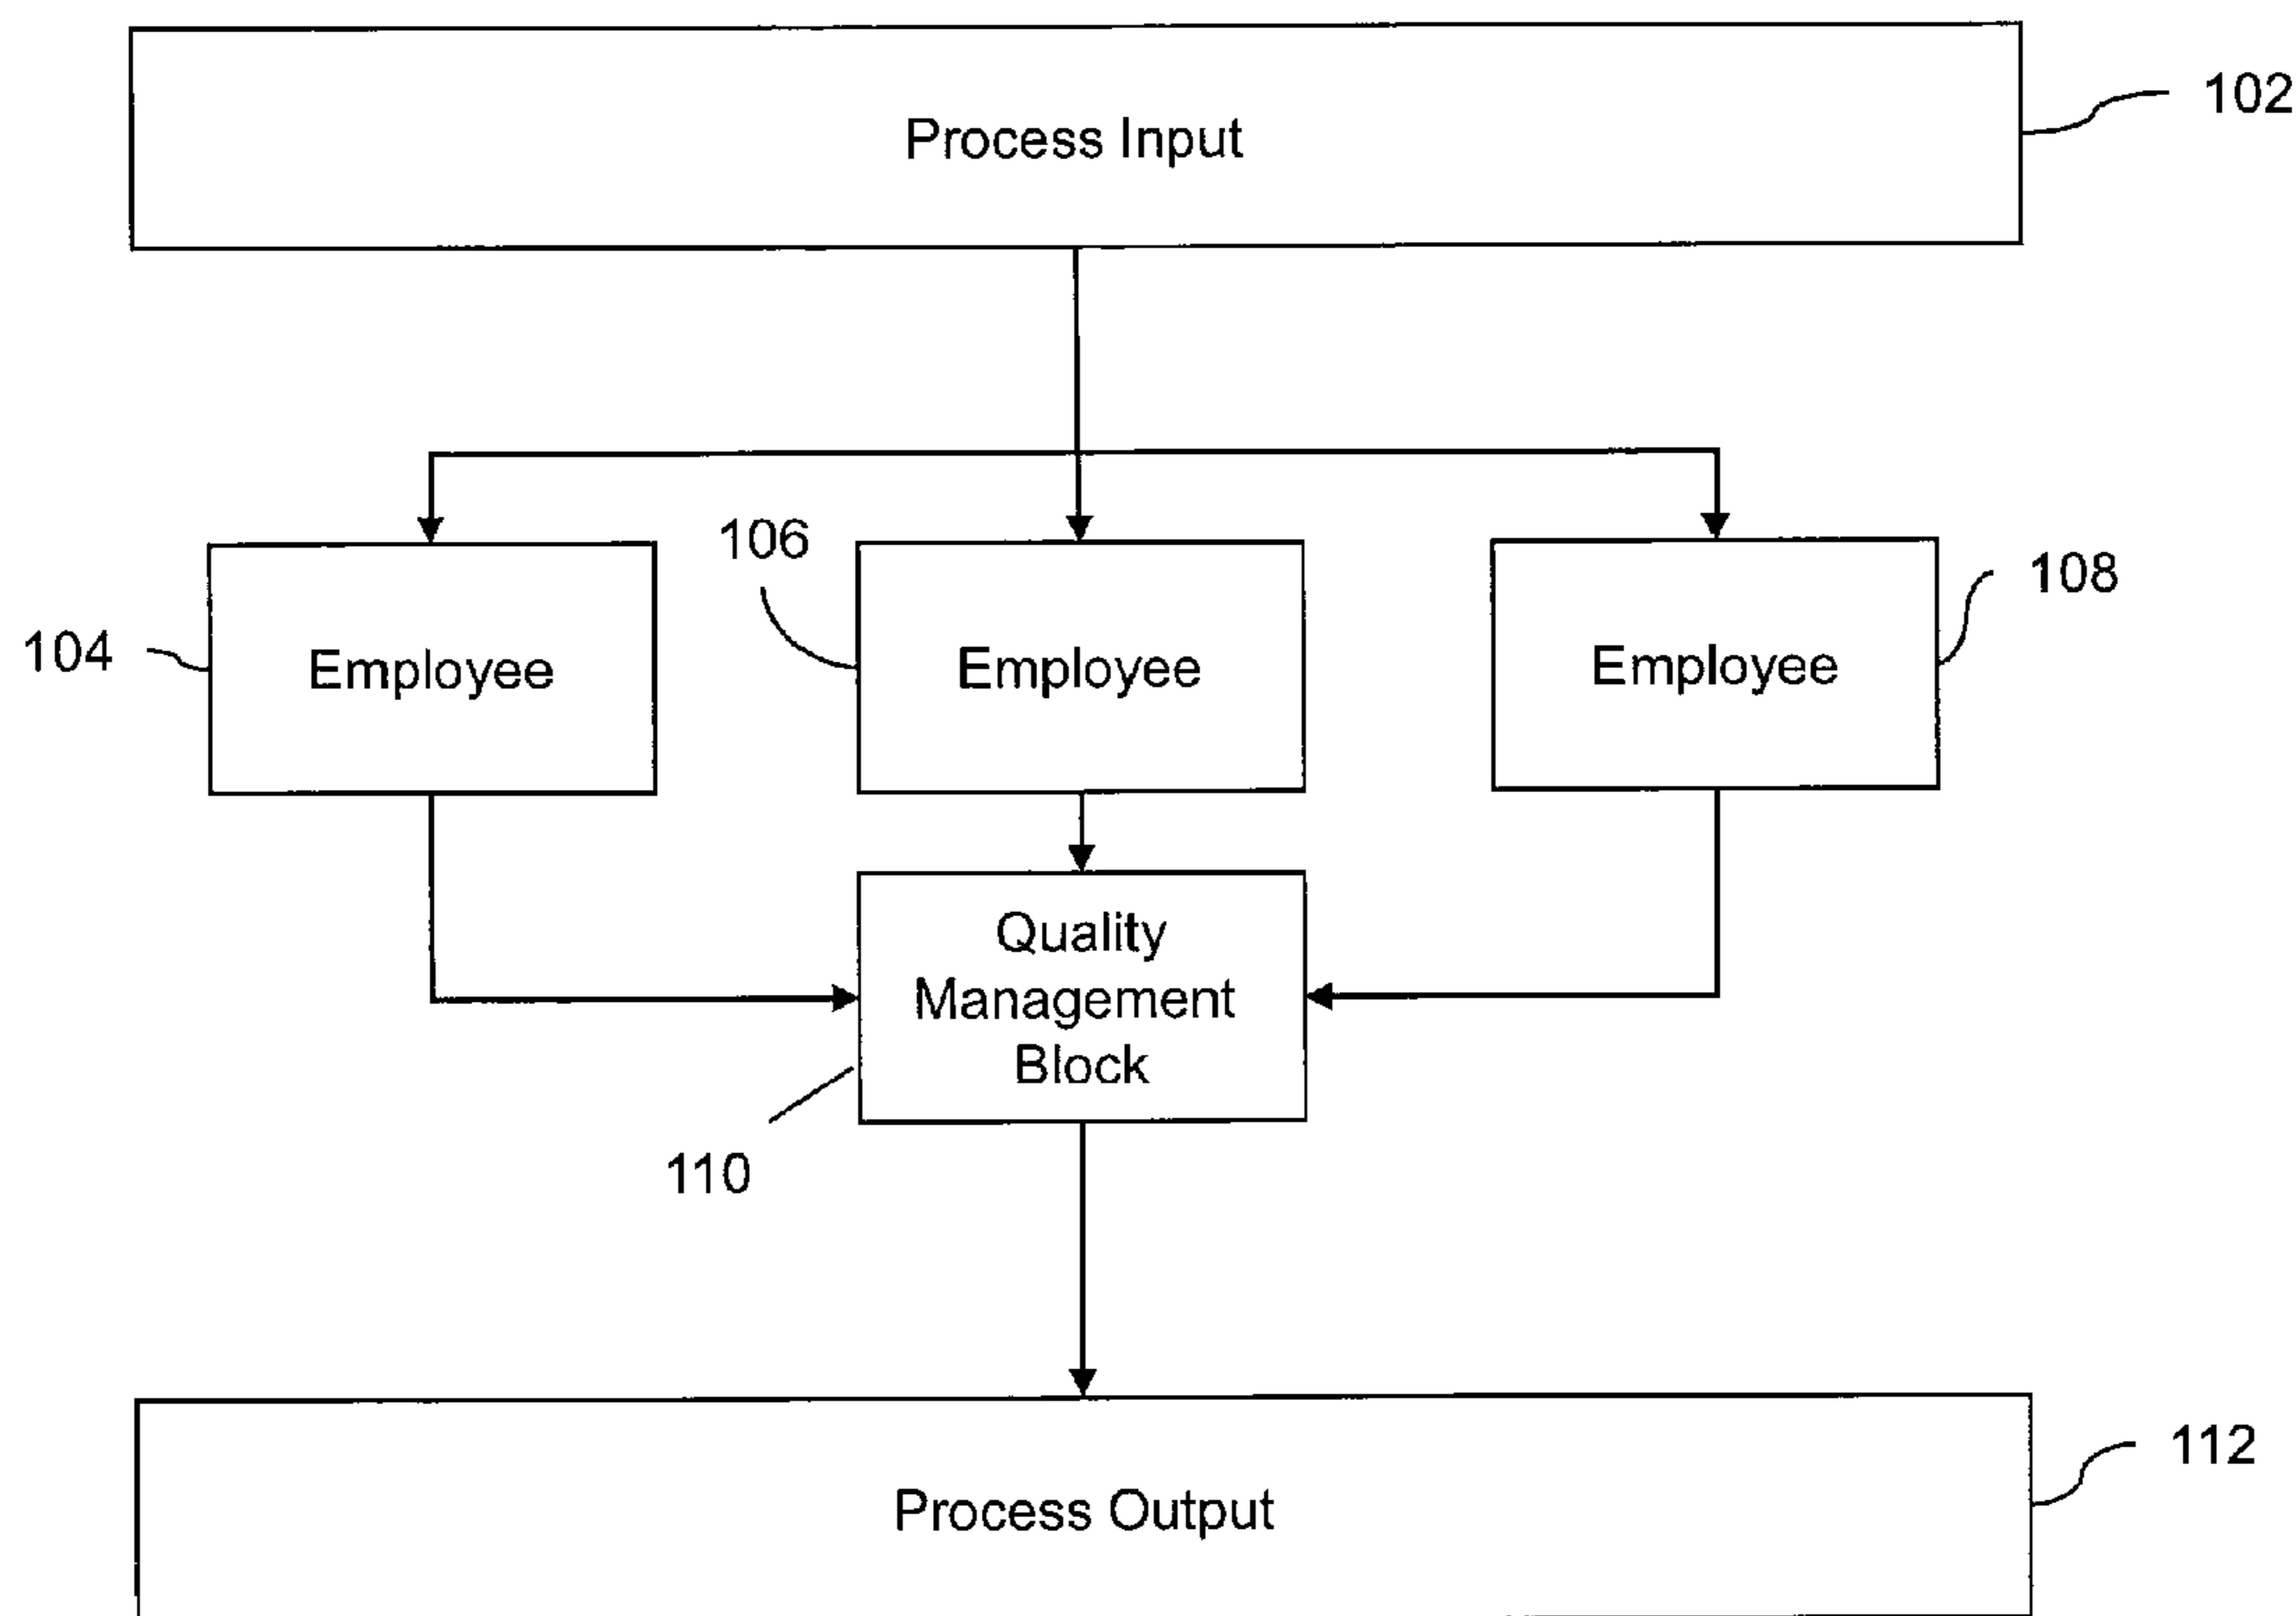 102
Process Input
106
108
104
Employee
Employee
Employee
Quality
Management
Block
110
112
Process Output